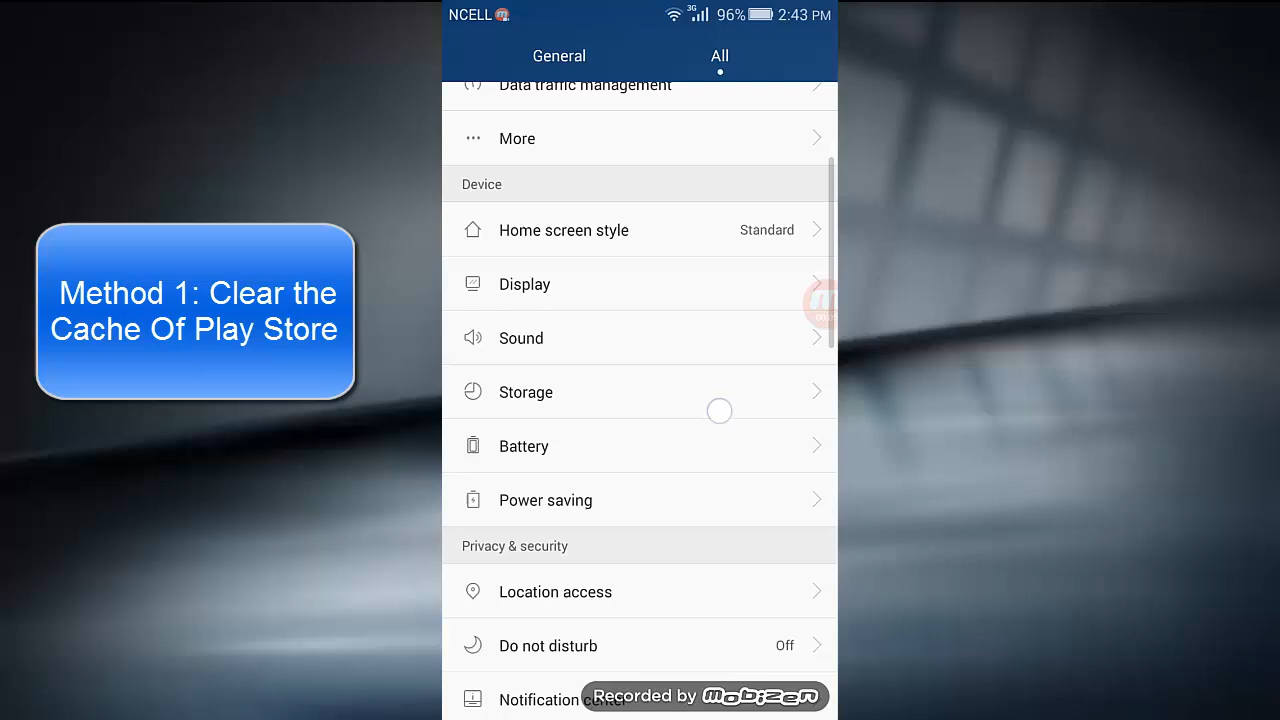 NCELL
3G
96%
2:43 PM
General
All
Data traffic management
More
Device
Home screen style
Standard
Display
Sound
Storage
Battery
Power saving
Privacy & security
Location access
Do not disturb
Off
Notification center
Recorded by mobizen
Method 1: Clear the
Cache Of Play Store